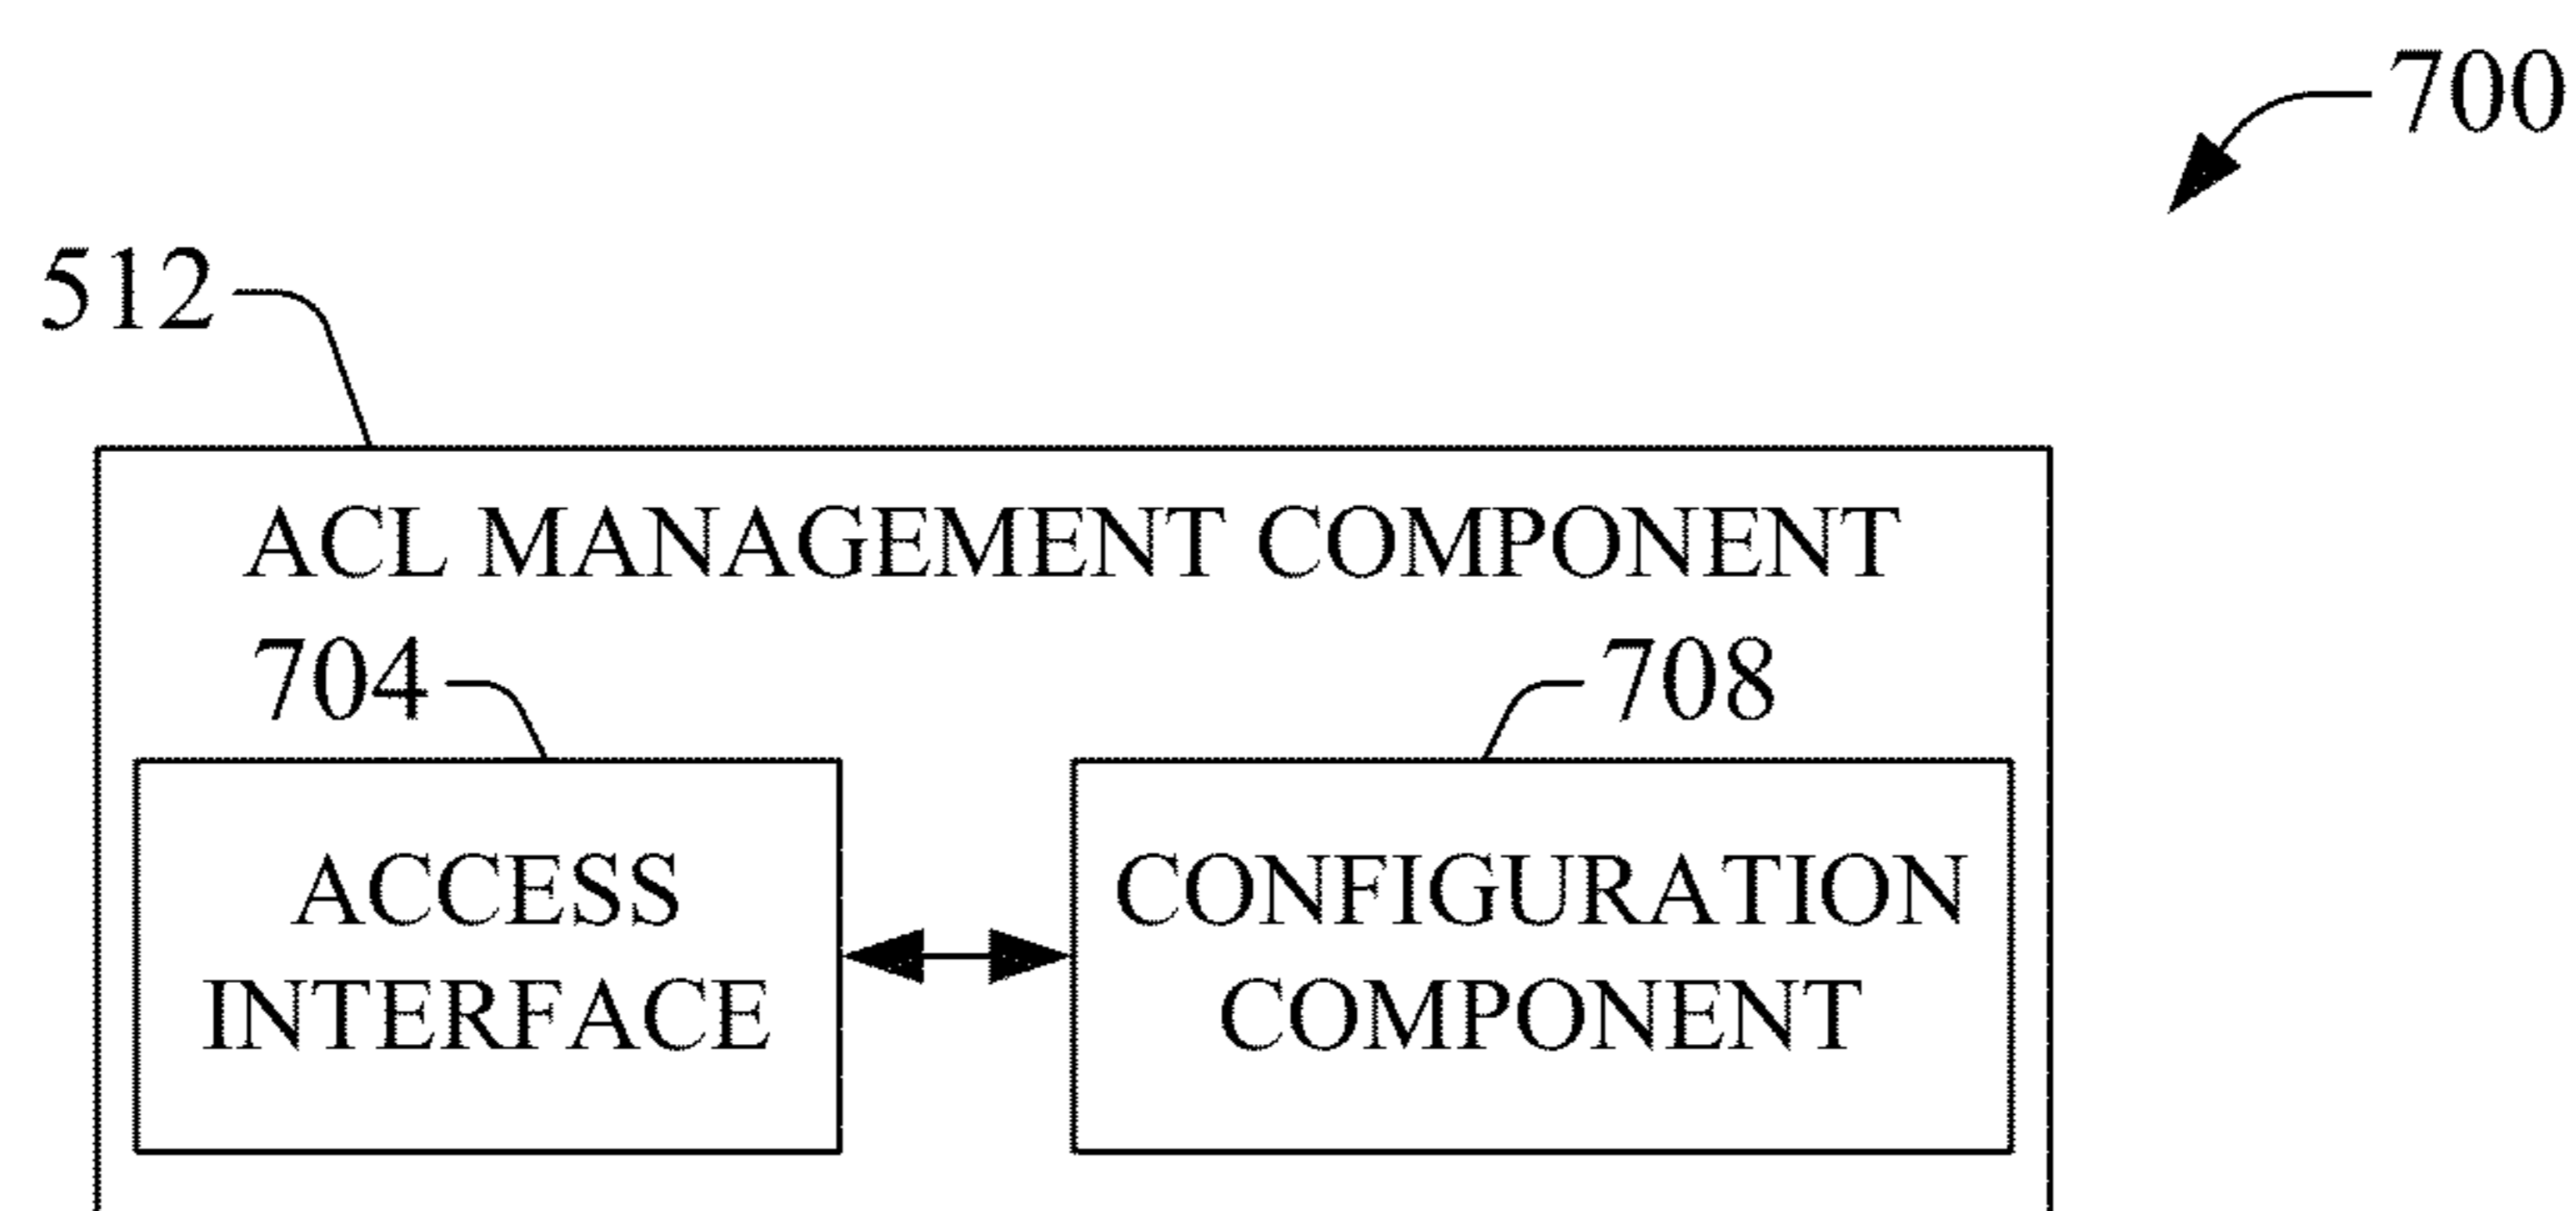 700
512
ACL MANAGEMENT COMPONENT
704
708
ACCESS
INTERFACE
CONFIGURATION
COMPONENT